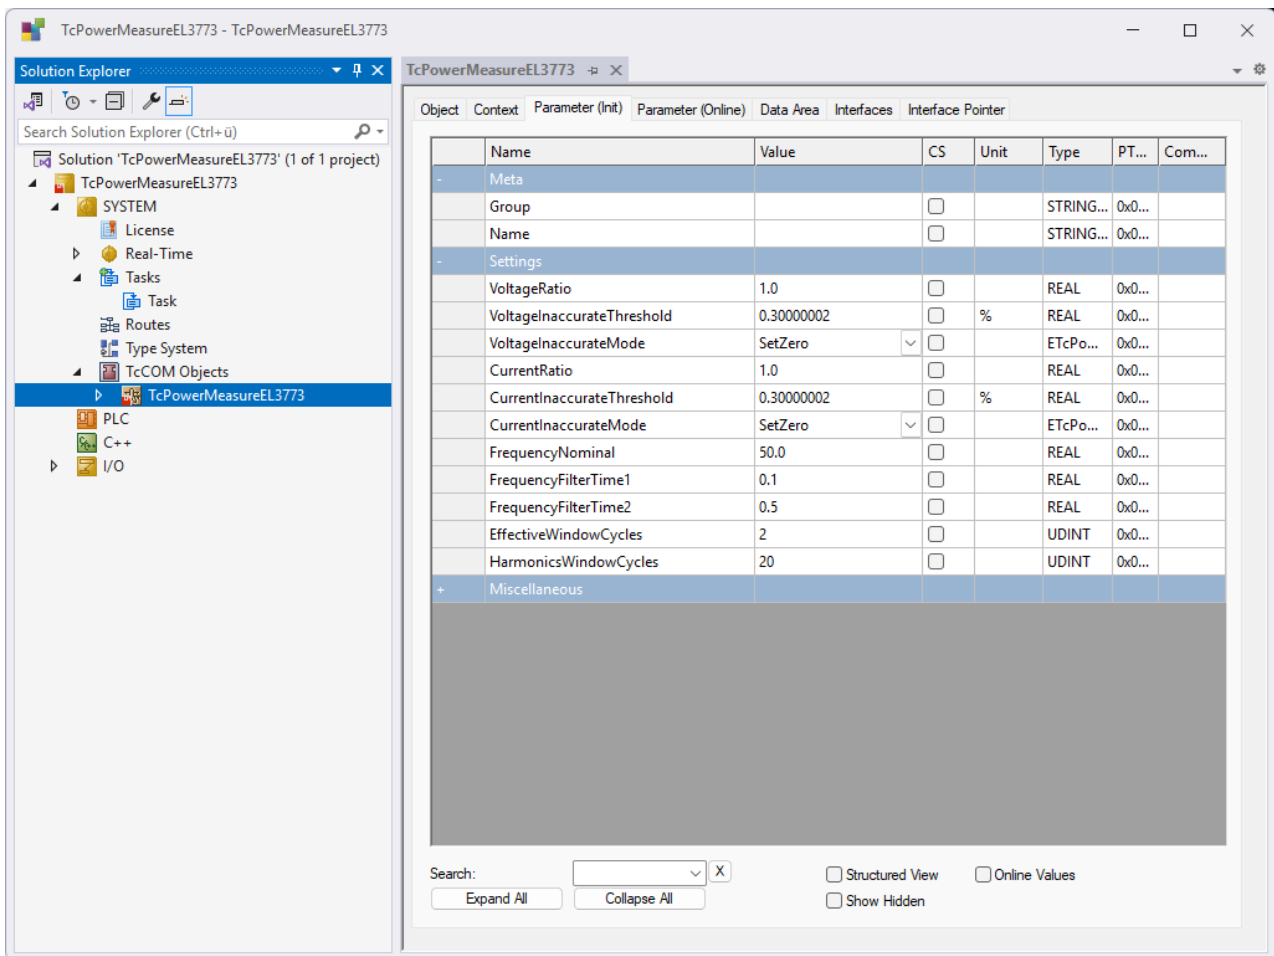 TcPowerMeasureEL3773 - TcPowerMeasureEL3773
Solution Explorer
Search Solution Explorer (Ctrl+ü)
Solution 'TcPowerMeasureEL3773' (1 of 1 project)
TcPowerMeasureEL3773
SYSTEM
License
Real-Time
Tasks
Task
Routes
Type System
TcCOM Objects
TcPowerMeasureEL3773
PLC
C++
I/O
TcPowerMeasureEL3773
Object Context Parameter (Init) Parameter (Online) Data Area Interfaces Interface Pointer
Name Value CS Unit Type PT... Com...
- Meta
Group STRING... 0x0...
Name STRING... 0x0...
- Settings
VoltageRatio 1.0 REAL 0x0...
VoltageInaccurateThreshold 0.30000002 % REAL 0x0...
VoltageInaccurateMode SetZero ETcPo... 0x0...
CurrentRatio 1.0 REAL 0x0...
CurrentInaccurateThreshold 0.30000002 % REAL 0x0...
CurrentInaccurateMode SetZero ETcPo... 0x0...
FrequencyNominal 50.0 REAL 0x0...
FrequencyFilterTime1 0.1 REAL 0x0...
FrequencyFilterTime2 0.5 REAL 0x0...
EffectiveWindowCycles 2 UDINT 0x0...
HarmonicsWindowCycles 20 UDINT 0x0...
+ Miscellaneous
Search: X
Structured View Online Values
Expand All Collapse All
Show Hidden